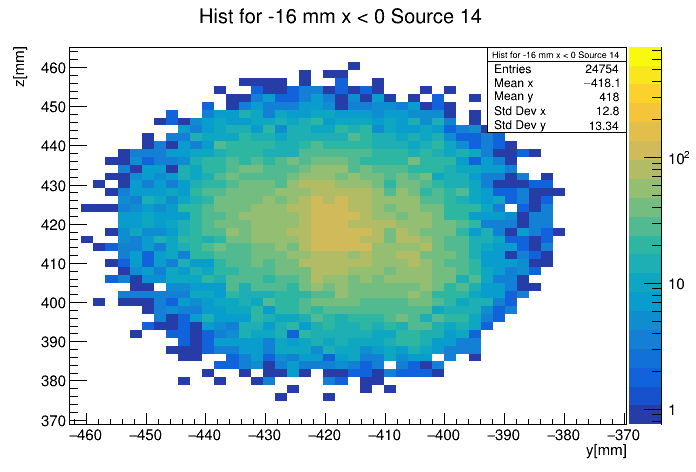 Hist for -16 mm x < 0 Source 14
z[mm]
Hist for -16 mm x < 0 Source 14
Entries 24754
Mean x −418.1
Mean y 418
Std Dev x 12.8
Std Dev y 13.34
460
450
440
430
420
410
400
390
380
370
−460 −450 −440 −430 −420 −410 −400 −390 −380 −370
y[mm]
10²
10
1